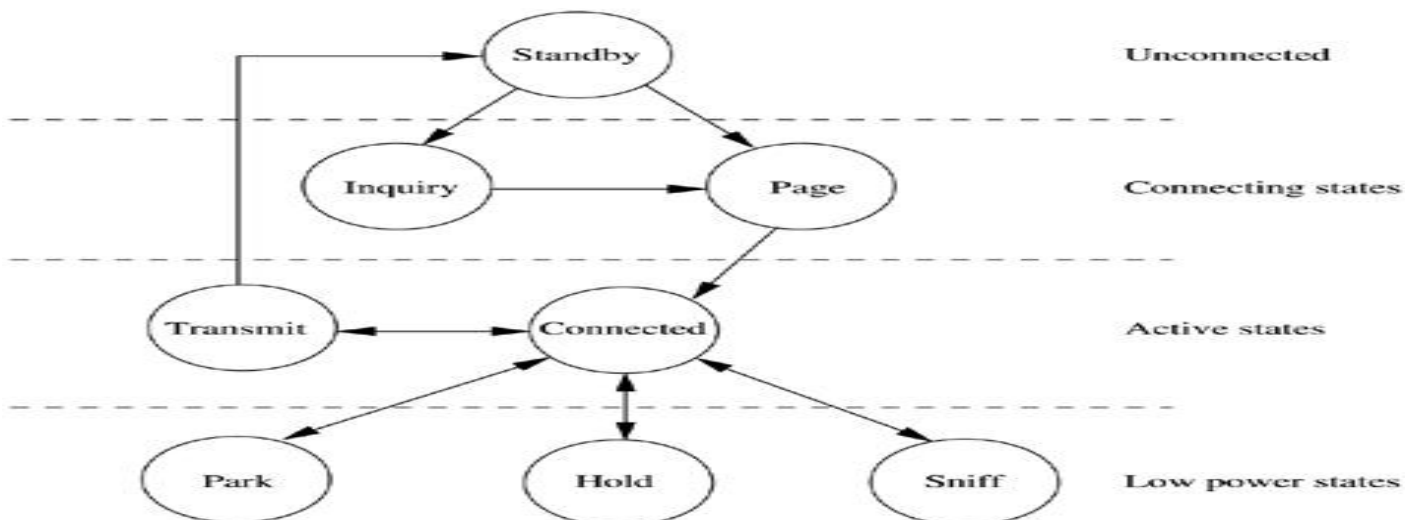 Standby
Unconnected
Inquiry
Page
Connecting states
Transmit
Connected
Active states
Park
Hold
Sniff
Low power states